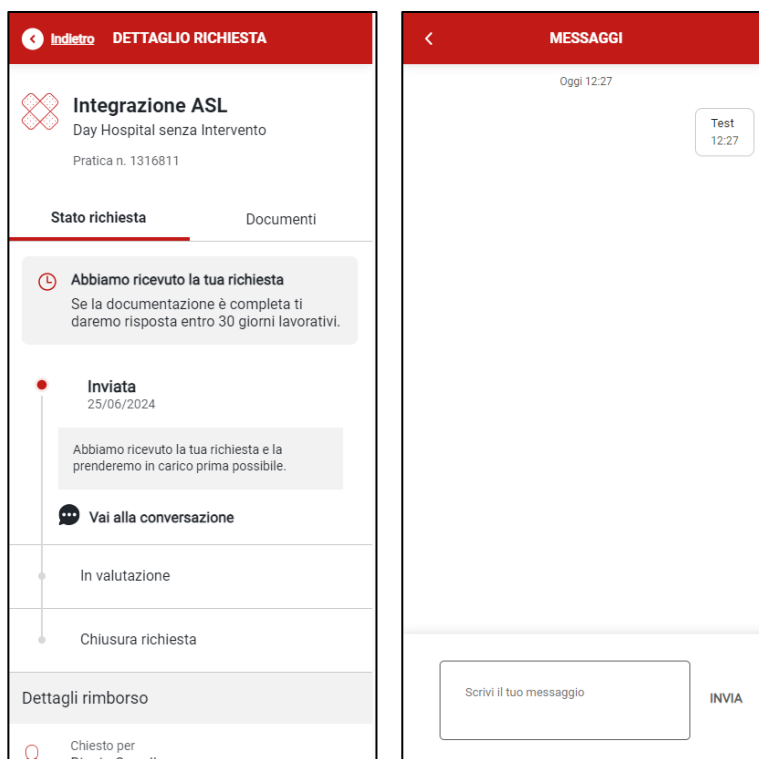 Indietro DETTAGLIO RICHIESTA
Integrazione ASL
Day Hospital senza Intervento
Pratica n. 1316811
Stato richiesta Documenti
Abbiamo ricevuto la tua richiesta
Se la documentazione è completa ti
daremo risposta entro 30 giorni lavorativi.
Inviata
25/06/2024
Abbiamo ricevuto la tua richiesta e la
prenderemo in carico prima possibile.
Vai alla conversazione
In valutazione
Chiusura richiesta
Dettagli rimborso
Chiesto per
MESSAGGI
Oggi 12:27
Test
12:27
Scrivi il tuo messaggio
INVIA